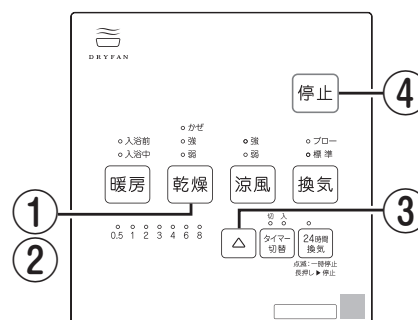 DRYFAN
停止
④
かぜ
入浴前 強 強 ブロー
入浴中 弱 弱 標準
暖房 乾燥 涼風 換気
①
②
③
切 入
0.5 1 2 3 4 6 8
△ タイマー切替 24時間換気
点滅:一時停止
長押し▶停止